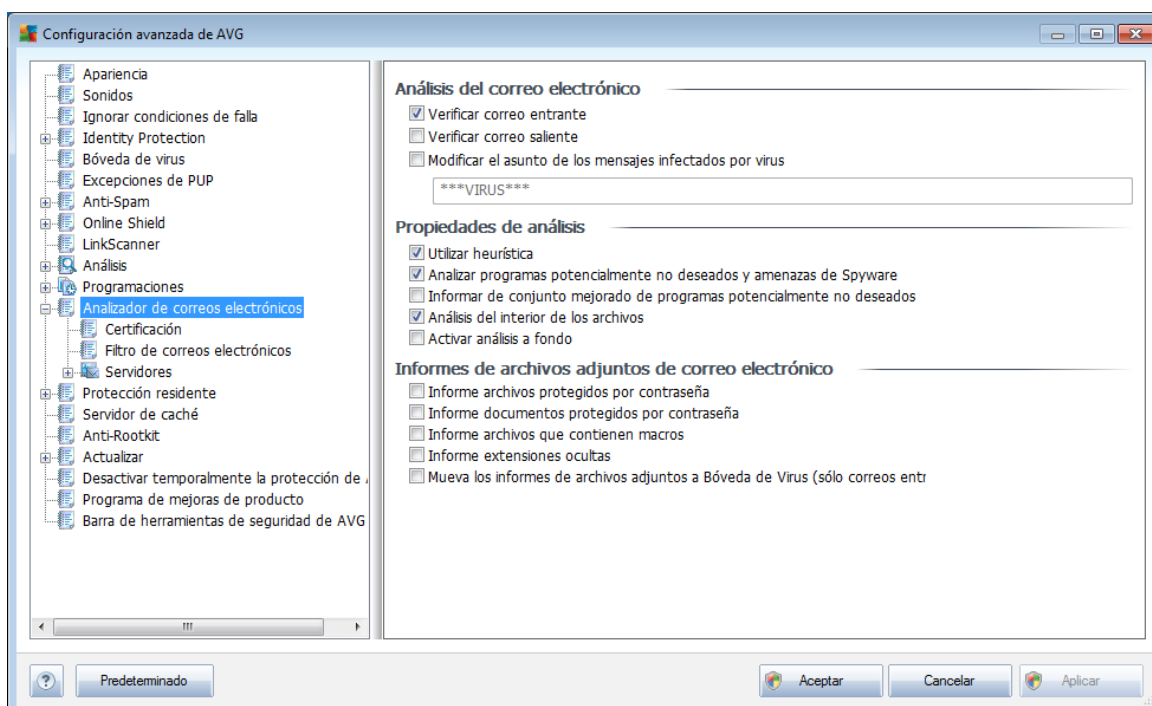 Configuración avanzada de AVG
Apariencia
Sonidos
Ignorar condiciones de falla
Identity Protection
Bóveda de virus
Excepciones de PUP
Anti-Spam
Online Shield
LinkScanner
Análisis
Programaciones
Analizador de correos electrónicos
Certificación
Filtro de correos electrónicos
Servidores
Protección residente
Servidor de caché
Anti-Rootkit
Actualizar
Desactivar temporalmente la protección de
Programa de mejoras de producto
Barra de herramientas de seguridad de AVG
Análisis del correo electrónico
Verificar correo entrante
Verificar correo saliente
Modificar el asunto de los mensajes infectados por virus
***VIRUS***
Propiedades de análisis
Utilizar heurística
Analizar programas potencialmente no deseados y amenazas de Spyware
Informar de conjunto mejorado de programas potencialmente no deseados
Análisis del interior de los archivos
Activar análisis a fondo
Informes de archivos adjuntos de correo electrónico
Informe archivos protegidos por contraseña
Informe documentos protegidos por contraseña
Informe archivos que contienen macros
Informe extensiones ocultas
Mueva los informes de archivos adjuntos a Bóveda de Virus (sólo correos entr
?
Predeterminado
Aceptar
Cancelar
Aplicar